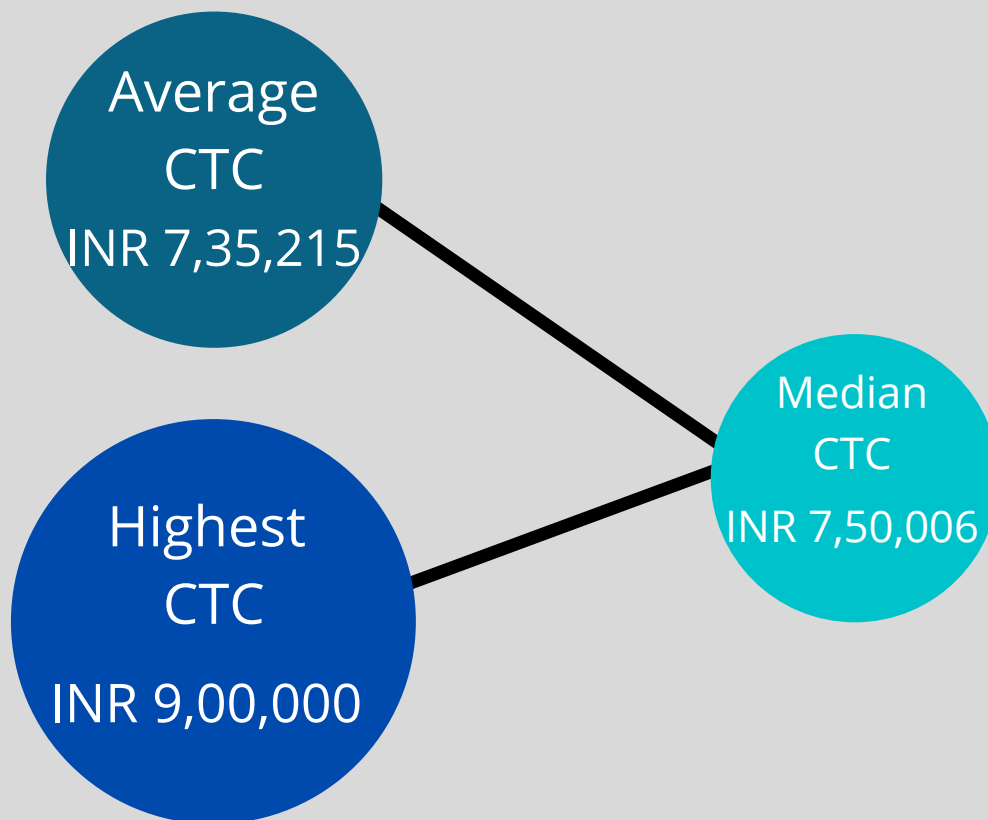 Average
CTC
INR 7,35,215
Highest
CTC
INR 9,00,000
Median
CTC
INR 7,50,006